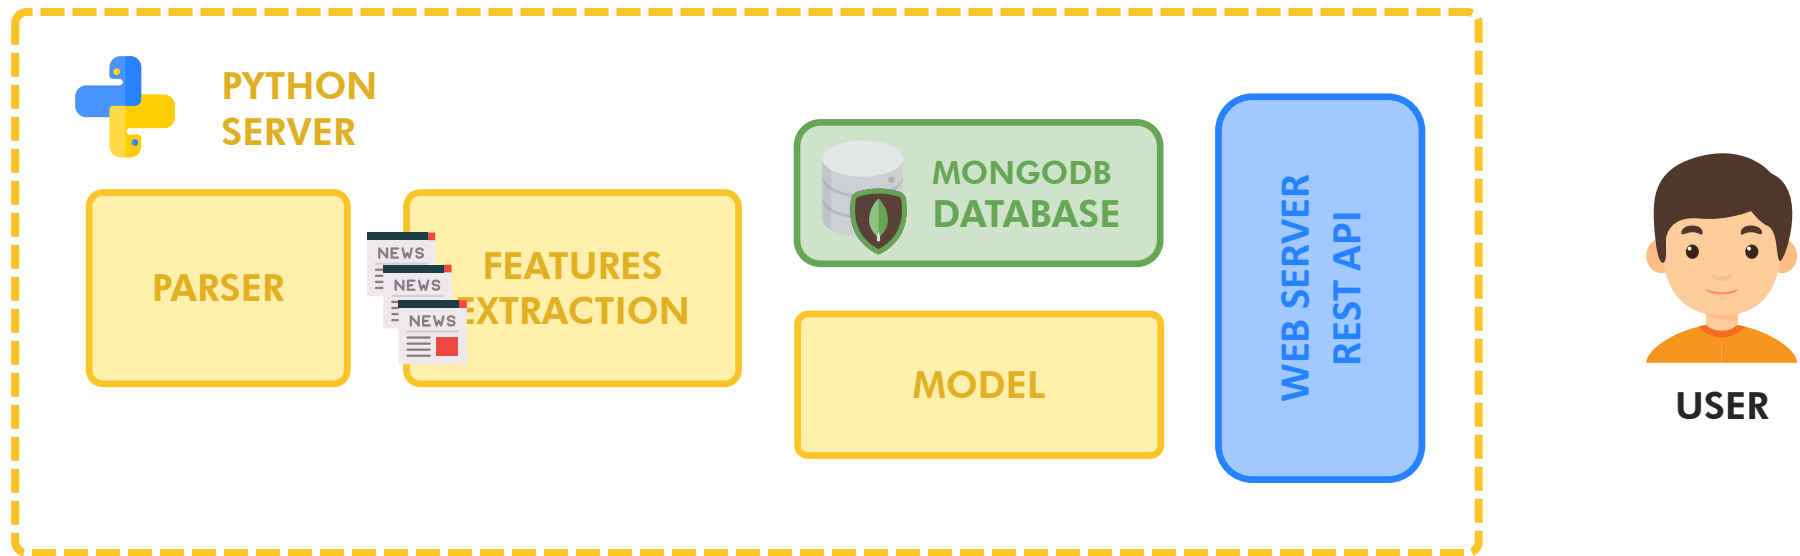 PYTHON
SERVER
PARSER
NEWS
NEWS
NEWS
FEATURES
EXTRACTION
MONGODB
DATABASE
MODEL
WEB SERVER
REST API
USER